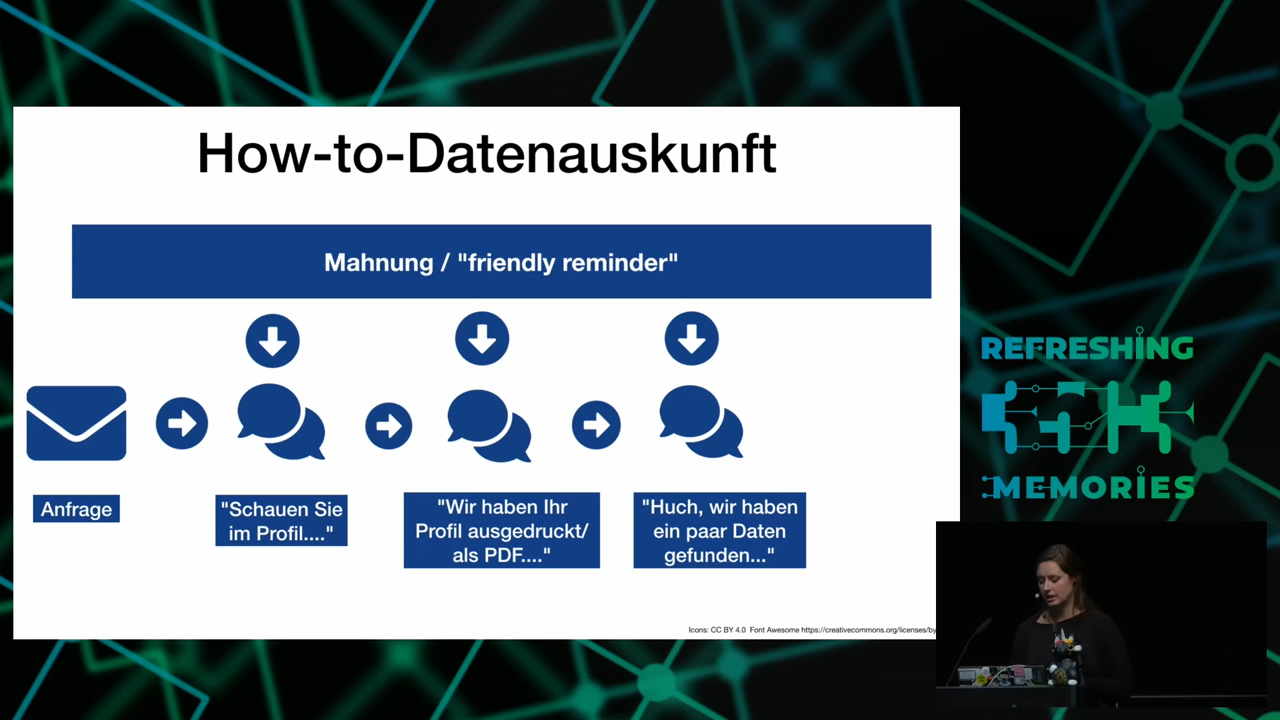 How-to-Datenauskunft
Mahnung / "friendly reminder"
Anfrage
"Schauen Sie
im Profil...."
"Wir haben Ihr
Profil ausgedruckt/
als PDF...."
"Huch, wir haben
ein paar Daten
gefunden..."
Icons: CC BY 4.0 Font Awesome https://creativecommons.org/licenses/by
REFRESHING
MEMORIES